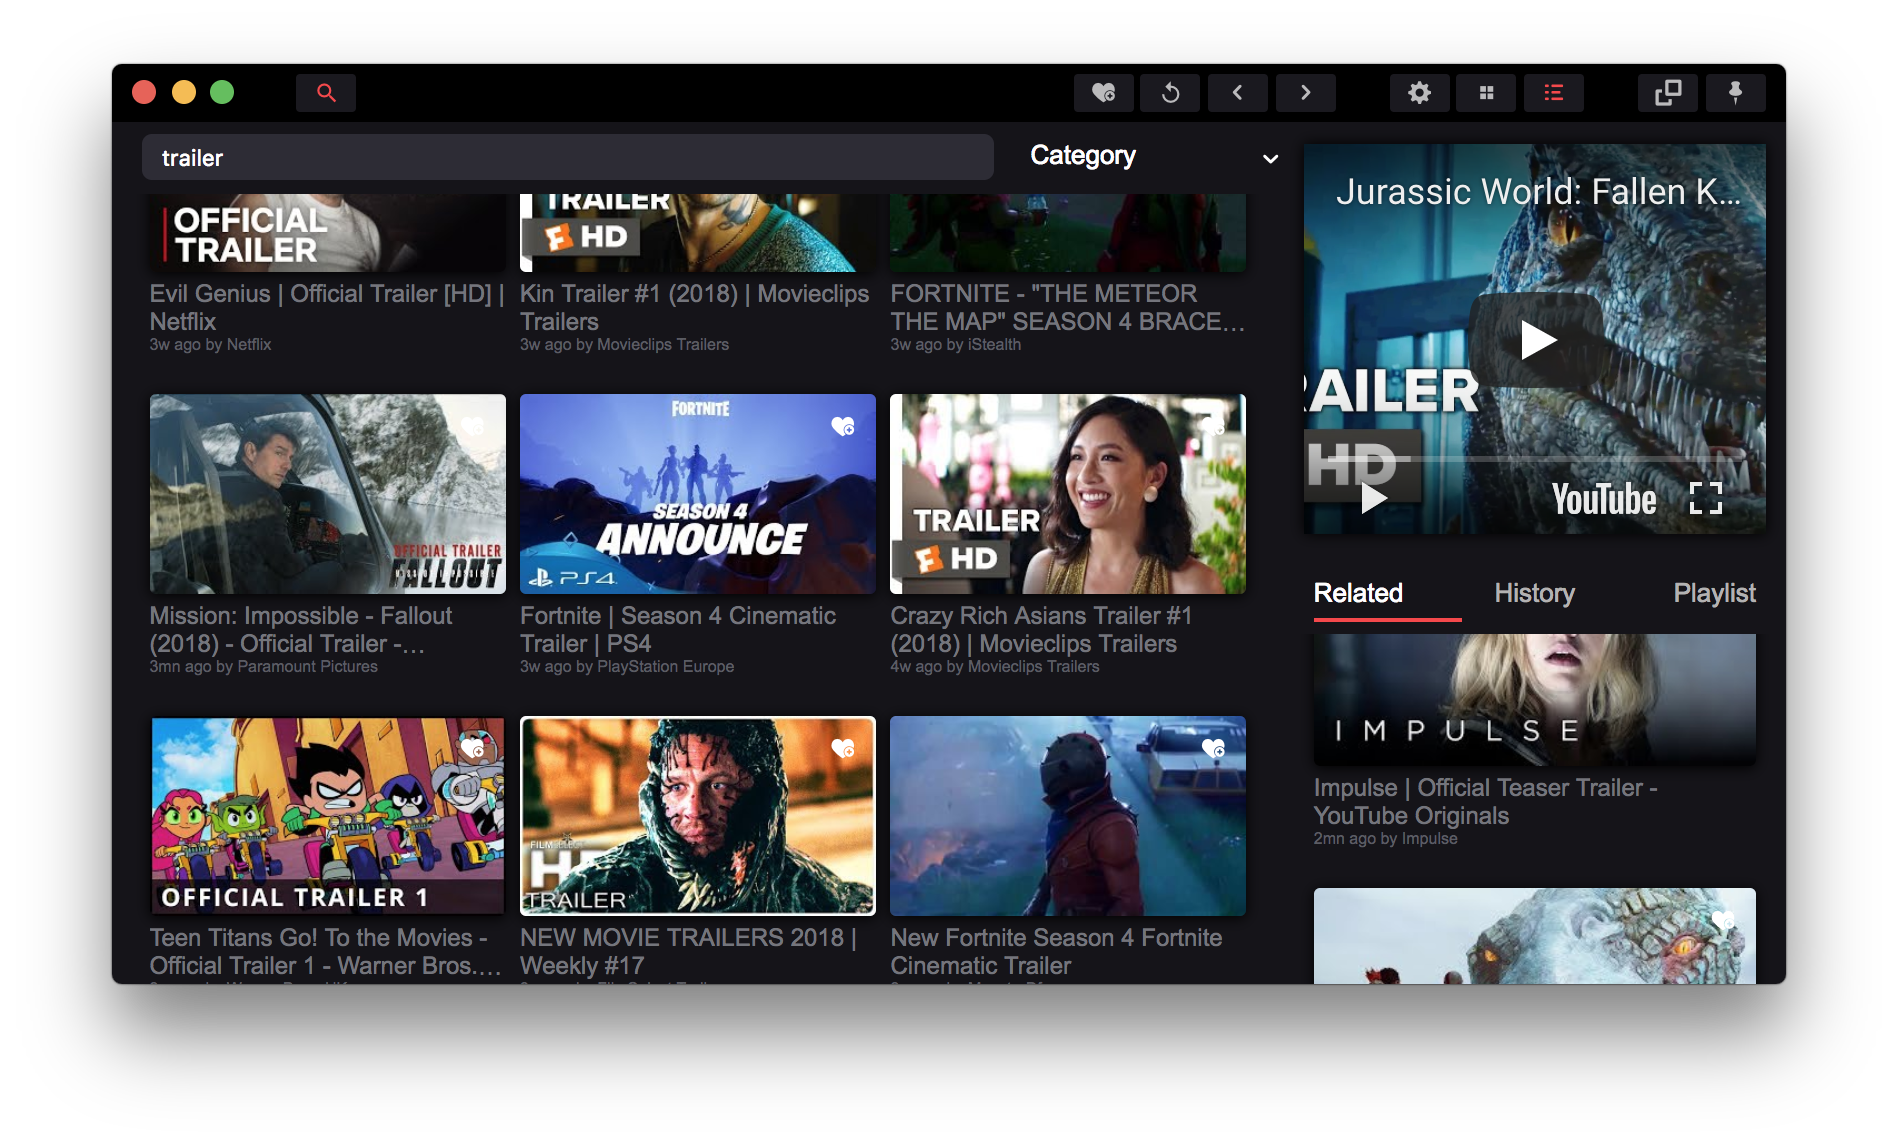 trailer
Category
OFFICIAL
TRAILER
Evil Genius | Official Trailer [HD] |
Netflix
3w ago by Netflix
TRAILER
HD
Kin Trailer #1 (2018) | Movieclips
Trailers
3w ago by Movieclips Trailers
FORTNITE - "THE METEOR
THE MAP" SEASON 4 BRACE…
3w ago by iStealth
OFFICIAL TRAILER
FALLOUT
Mission: Impossible - Fallout
(2018) - Official Trailer -…
3mn ago by Paramount Pictures
FORTNITE
SEASON 4
ANNOUNCE
PS4
Fortnite | Season 4 Cinematic
Trailer | PS4
3w ago by PlayStation Europe
TRAILER
HD
Crazy Rich Asians Trailer #1
(2018) | Movieclips Trailers
4w ago by Movieclips Trailers
OFFICIAL TRAILER 1
Teen Titans Go! To the Movies -
Official Trailer 1 - Warner Bros.…
TRAILER
NEW MOVIE TRAILERS 2018 |
Weekly #17
New Fortnite Season 4 Fortnite
Cinematic Trailer
Jurassic World: Fallen K…
RAILER
HD
YouTube
Related
History
Playlist
IMPULSE
Impulse | Official Teaser Trailer -
YouTube Originals
2mn ago by Impulse